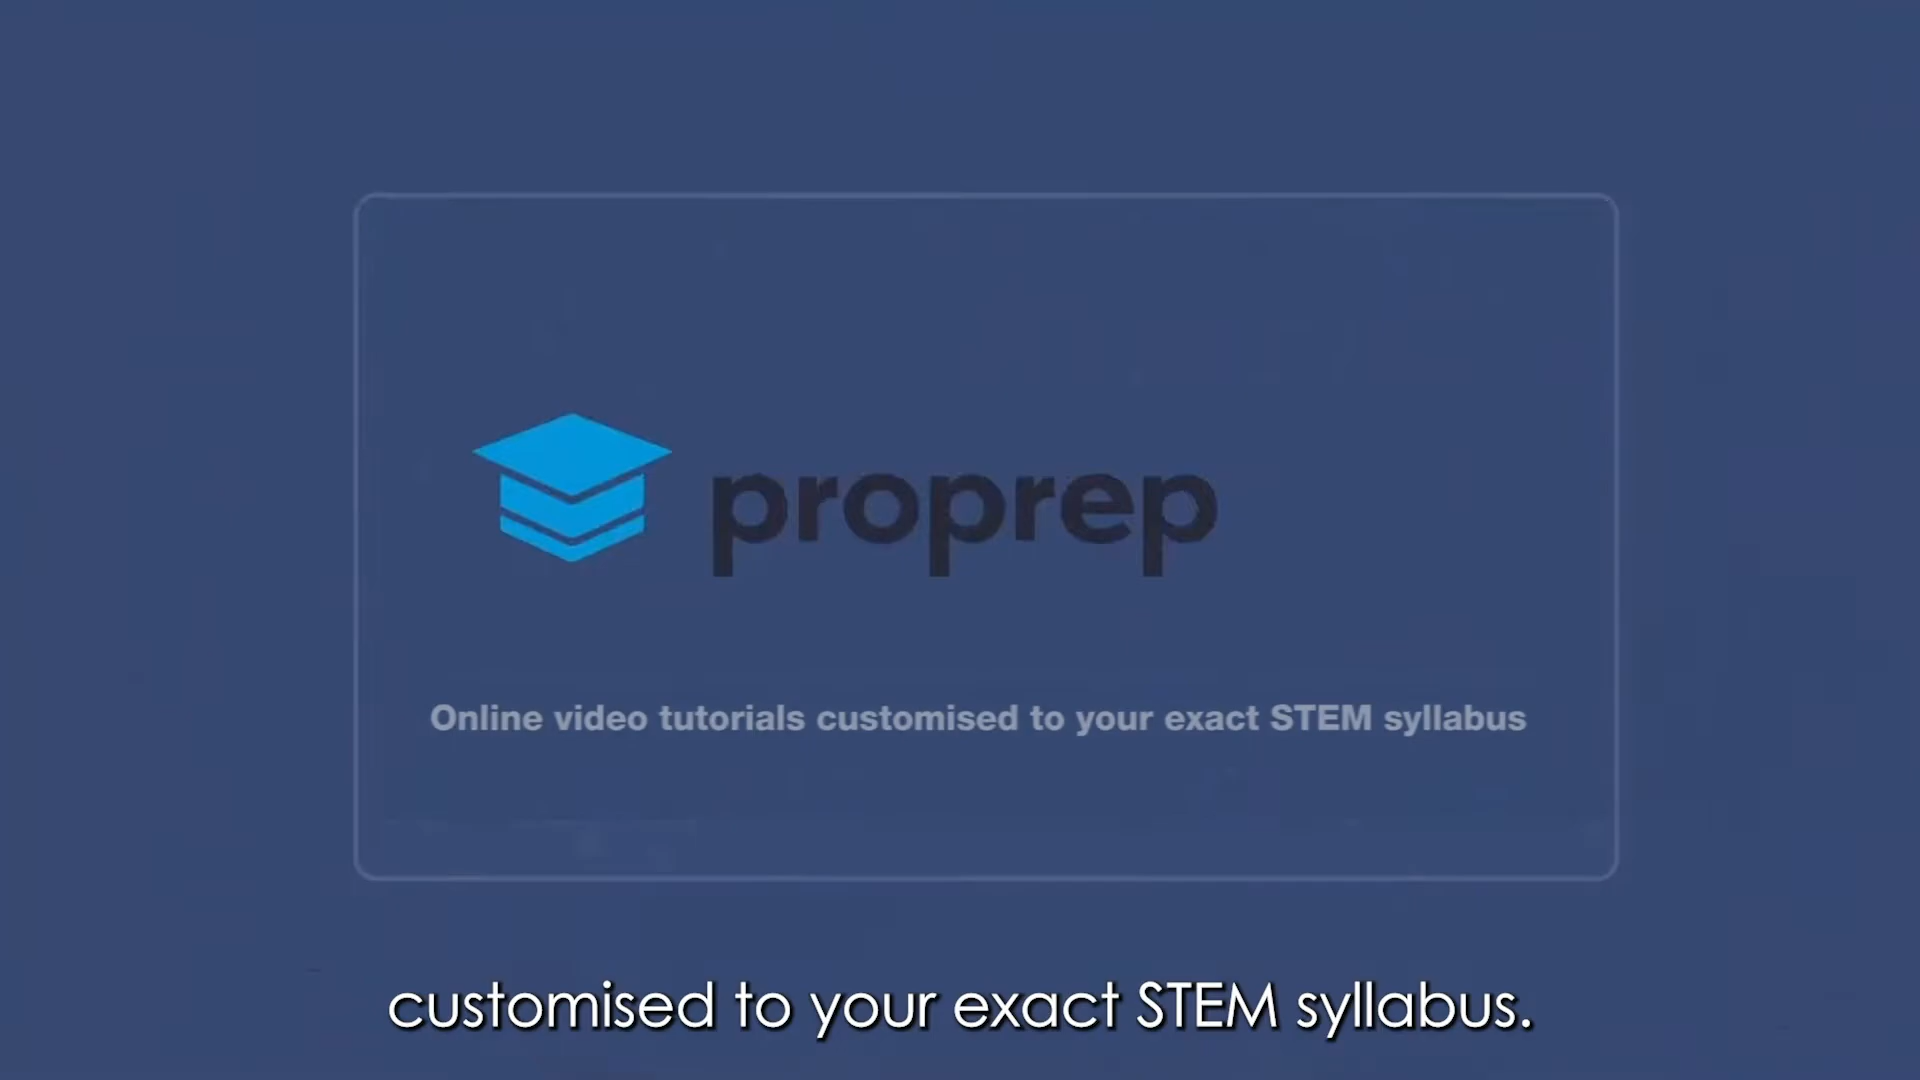 proprep
Online video tutorials customised to your exact STEM syllabus
customised to your exact STEM syllabus.